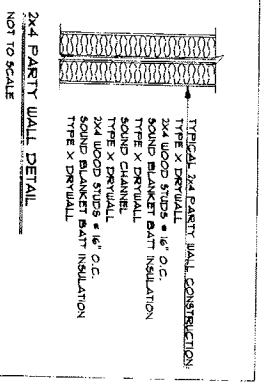 TYPICAL 2x4 PARTY WALL CONSTRUCTION:
TYPE X DRYWALL
2X4 WOOD STUDS @ 16" O.C.
SOUND BLANKET BATT INSULATION
TYPE X DRYWALL
SOUND CHANNEL
TYPE X DRYWALL
2X4 WOOD STUDS @ 16" O.C.
SOUND BLANKET BATT INSULATION
TYPE X DRYWALL
2x4 PARTY WALL DETAIL
NOT TO SCALE